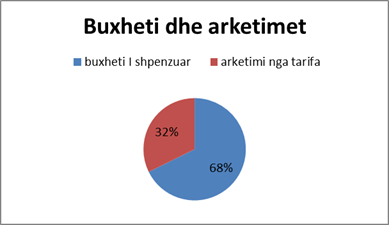 Buxheti dhe arketimet
buxheti I shpenzuar arketimi nga tarifa
32%
68%